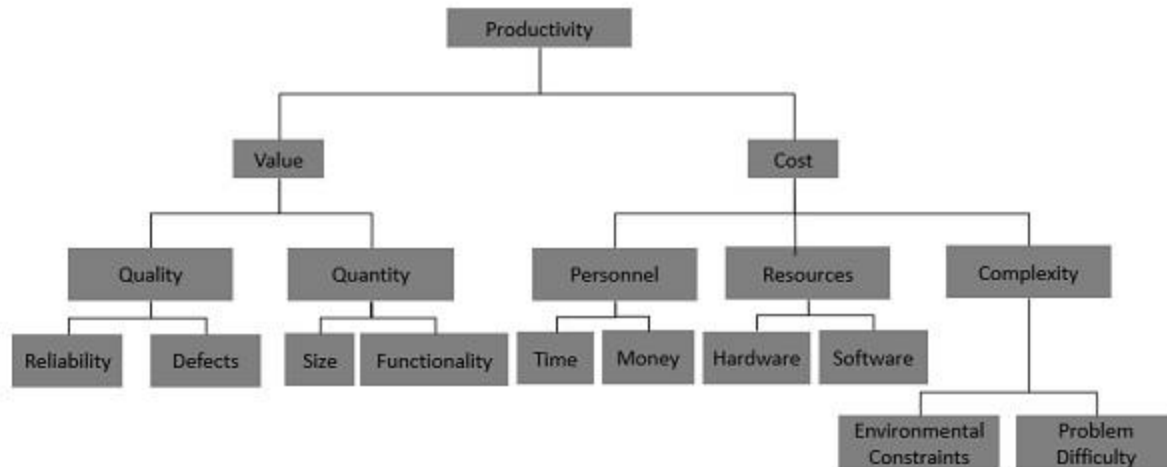 Productivity
Value
Cost
Quality
Quantity
Personnel
Resources
Complexity
Reliability
Defects
Size
Functionality
Time
Money
Hardware
Software
Environmental
Constraints
Problem
Difficulty